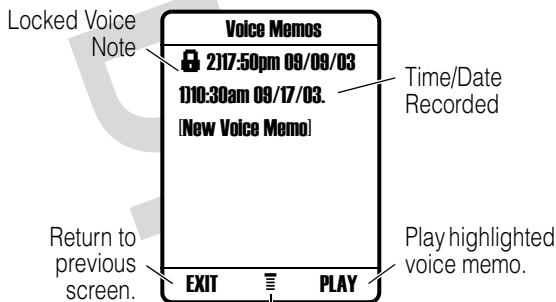 Locked Voice
Note
Voice Memos
2)17:50pm 09/09/03
1)10:30am 09/17/03.
[New Voice Memo]
Time/Date
Recorded
Return to
previous
screen.
EXIT
PLAY
Play highlighted
voice memo.